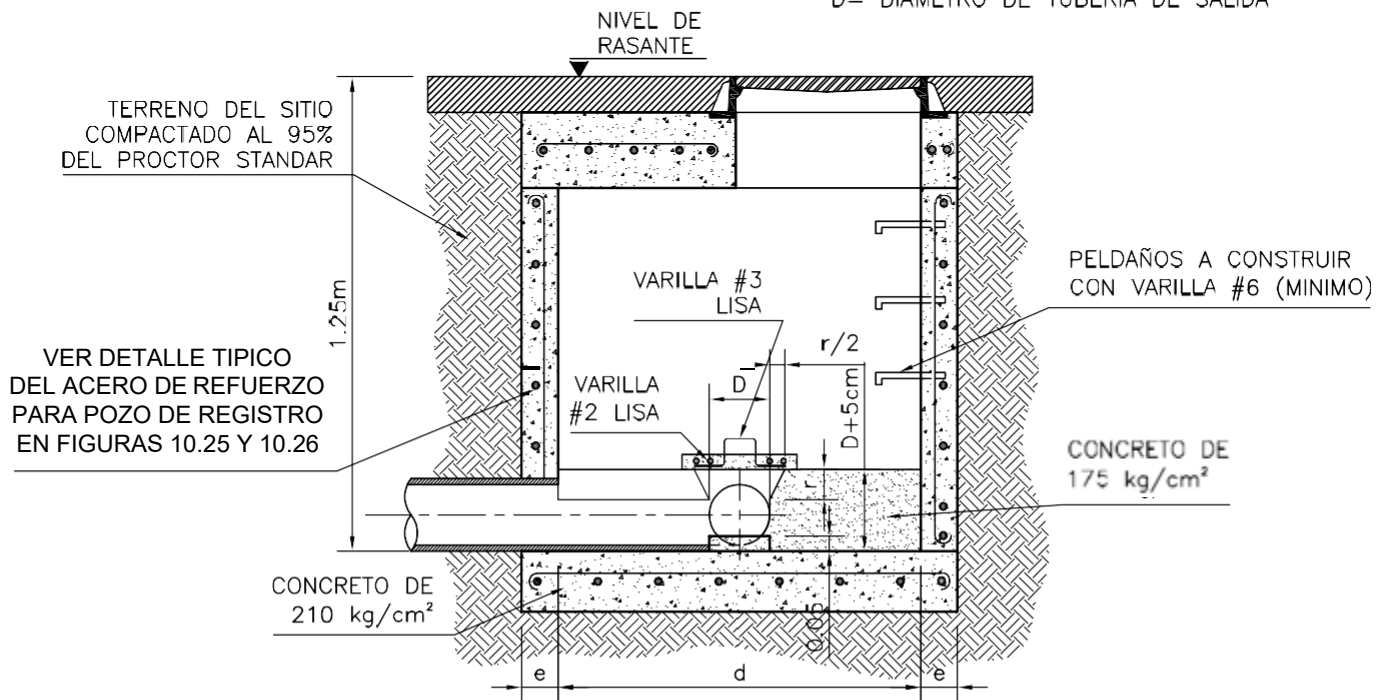 D= DIAMETRO DE TUBERIA DE SALIDA
NIVEL DE
RASANTE
TERRENO DEL SITIO
COMPACTADO AL 95%
DEL PROCTOR STANDAR
1.25m
VER DETALLE TIPICO
DEL ACERO DE REFUERZO
PARA POZO DE REGISTRO
EN FIGURAS 10.25 Y 10.26
VARILLA #3
LISA
PELDAÑOS A CONSTRUIR
CON VARILLA #6 (MINIMO)
r/2
D
VARILLA
#2 LISA
D+5cm
r
CONCRETO DE
175 kg/cm²
CONCRETO DE
210 kg/cm²
0.05
e
d
e